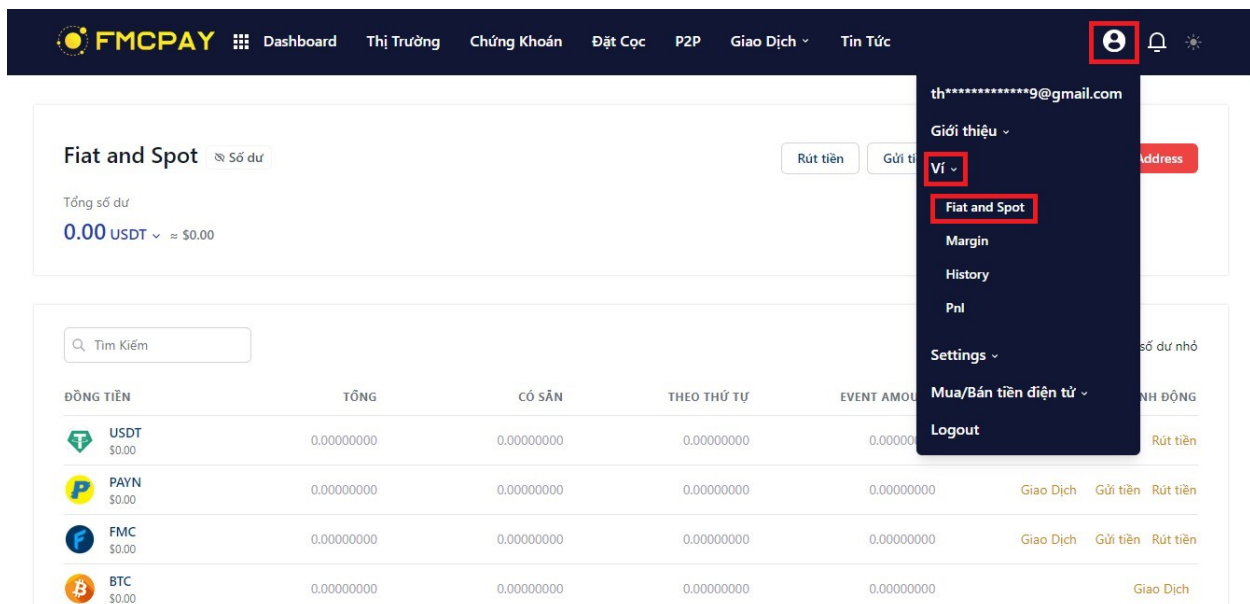 FMCPAY Dashboard Thị Trường Chứng Khoán Đặt Cọc P2P Giao Dịch Tin Tức
th*************9@gmail.com
Giới thiệu
Ví
Fiat and Spot
Margin
History
Pnl
Settings
Mua/Bán tiền điện tử
Logout
Fiat and Spot Số dư Rút tiền Gửi Address
Tổng số dư
0.00 USDT ≈ $0.00
Tìm Kiếm số dư nhỏ
ĐỒNG TIỀN TỔNG CÓ SẴN THEO THỨ TỰ EVENT ĐỘNG
USDT 0.00000000 0.00000000 0.00000000 Rút tiền
$0.00
PAYN 0.00000000 0.00000000 0.00000000 0.00000000 Giao Dịch Gửi tiền Rút tiền
$0.00
FMC 0.00000000 0.00000000 0.00000000 0.00000000 Giao Dịch Gửi tiền Rút tiền
$0.00
BTC 0.00000000 0.00000000 0.00000000 0.00000000 Giao Dịch
$0.00